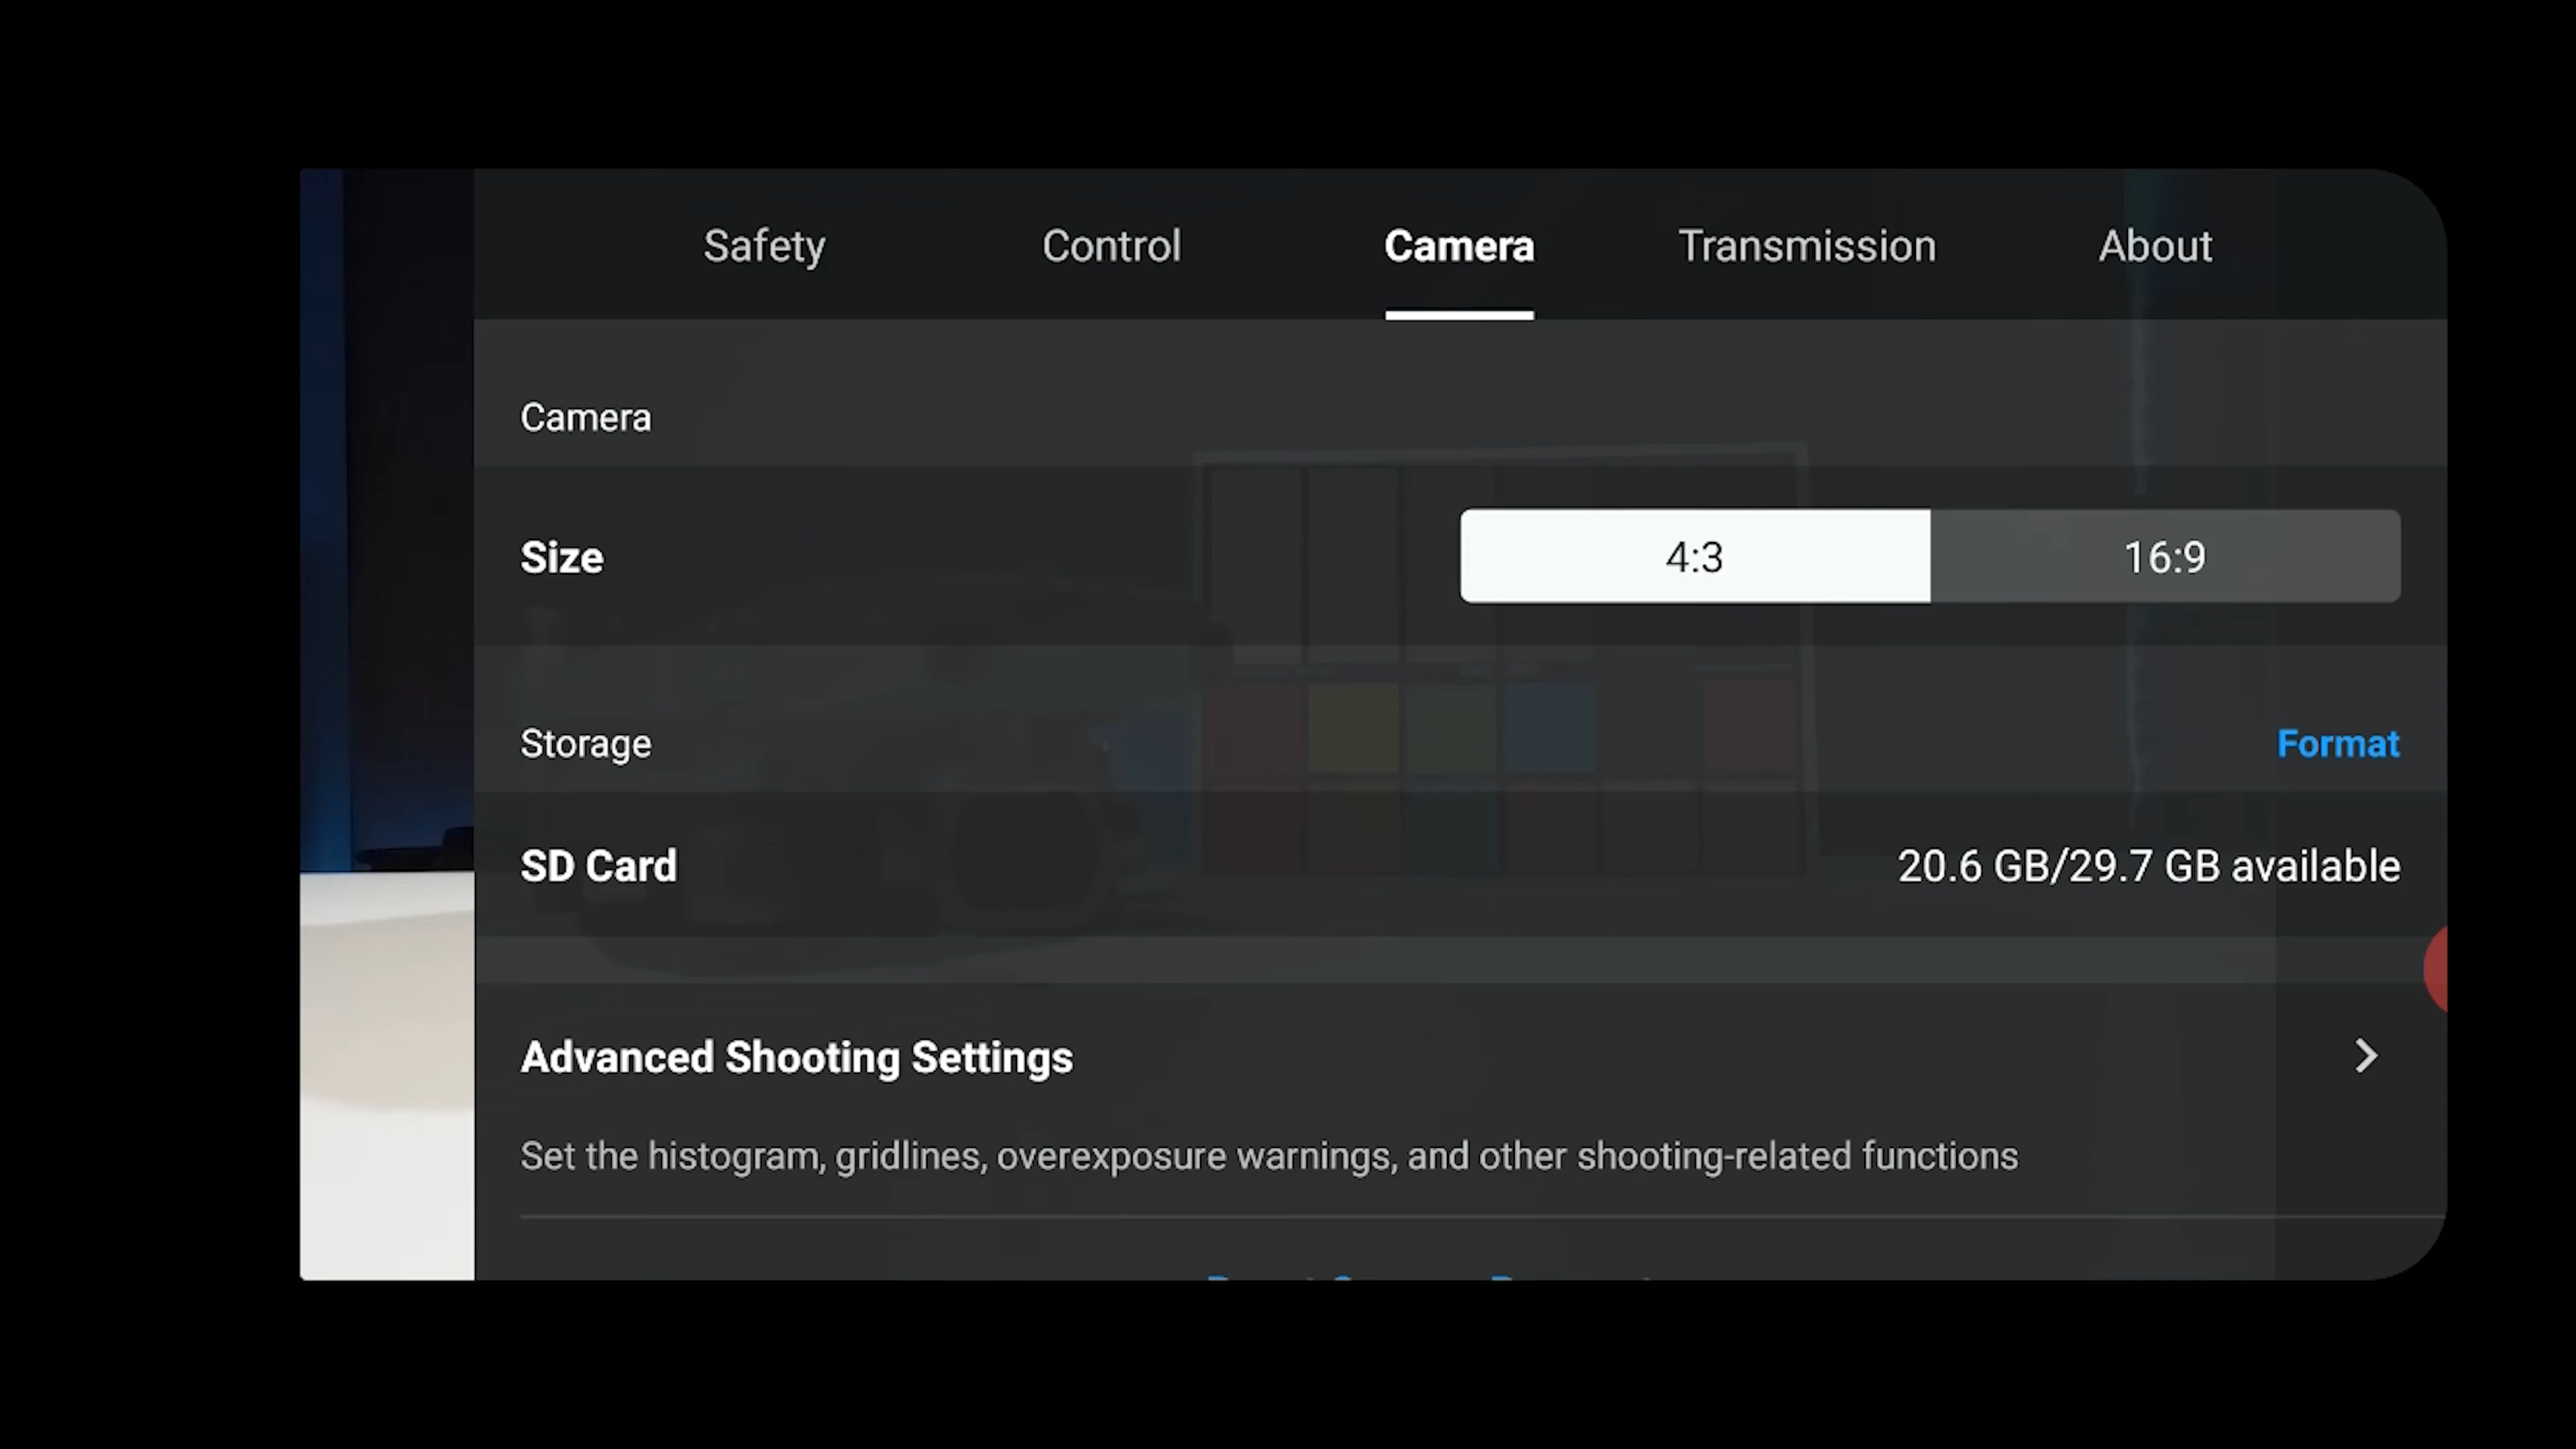 Safety Control Camera Transmission About
Camera
Size 4:3 16:9
Storage Format
SD Card 20.6 GB/29.7 GB available
Advanced Shooting Settings
Set the histogram, gridlines, overexposure warnings, and other shooting-related functions